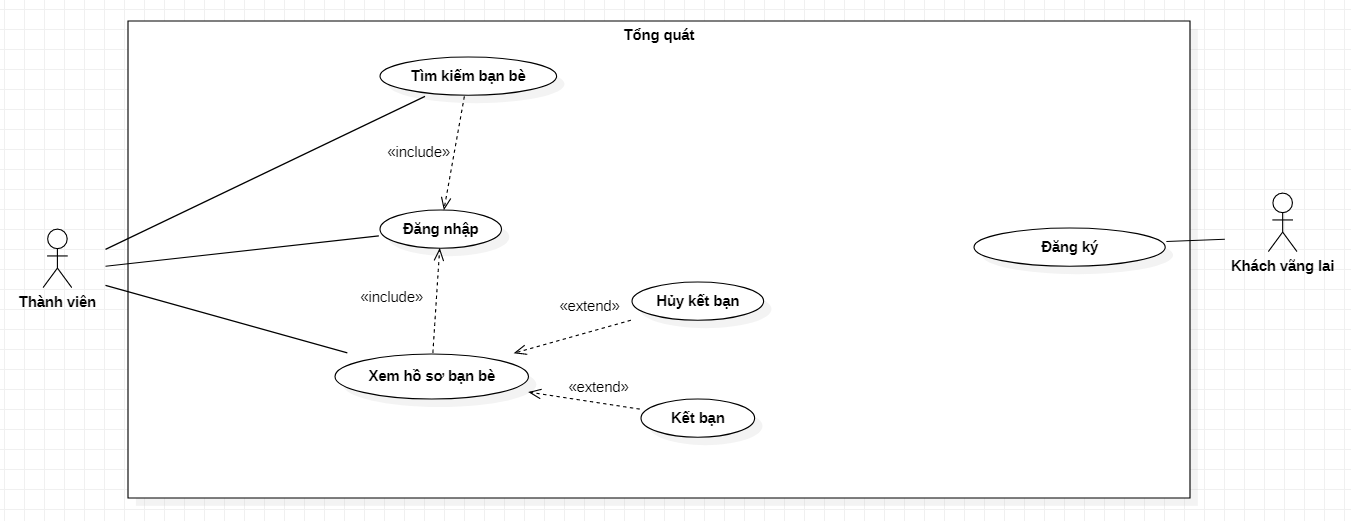 Tổng quát
Tìm kiếm bạn bè
«include»
Đăng nhập
Thành viên
«include»
Xem hồ sơ bạn bè
«extend»
Hủy kết bạn
«extend»
Kết bạn
Đăng ký
Khách vãng lai